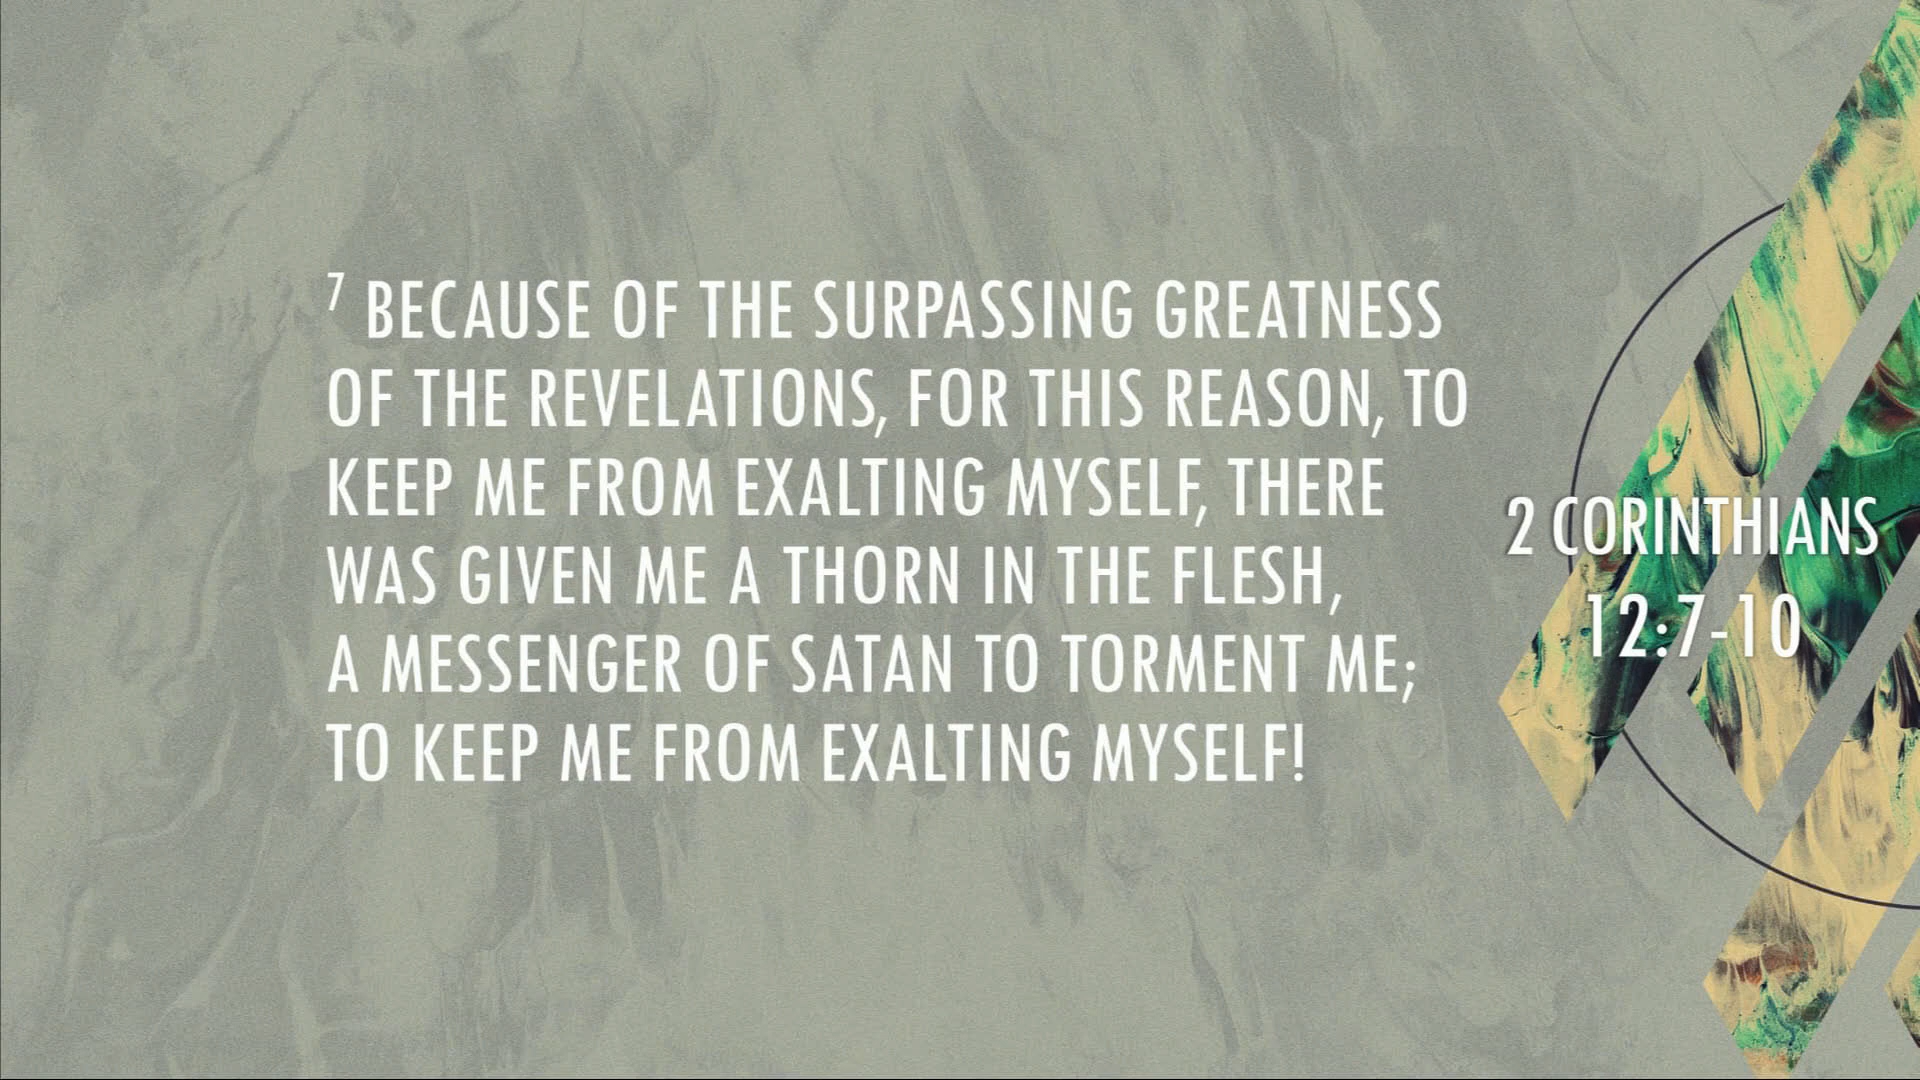 7 BECAUSE OF THE SURPASSING GREATNESS
OF THE REVELATIONS, FOR THIS REASON, TO
KEEP ME FROM EXALTING MYSELF, THERE
WAS GIVEN ME A THORN IN THE FLESH,
A MESSENGER OF SATAN TO TORMENT ME;
TO KEEP ME FROM EXALTING MYSELF!
2 CORINTHIANS
12:7-10